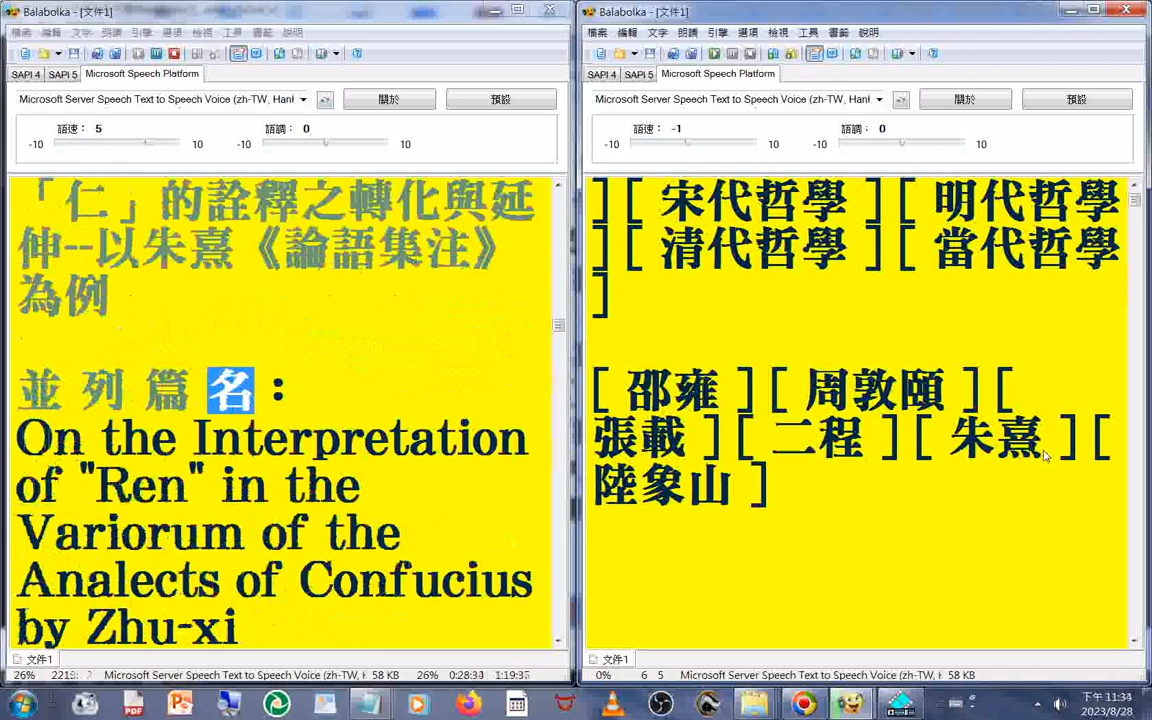 Balabolka - [文件1]
檔案 編輯 文字 朗讀 引擎 選項 檢視 工具 書籤 說明
SAPI 4 SAPI 5 Microsoft Speech Platform
Microsoft Server Speech Text to Speech Voice (zh-TW, Hanl
關於 預設
語速： 5 語調： 0
-10 10 -10 10
「仁」的詮釋之轉化與延
伸--以朱熹《論語集注》
為例
並 列 篇 名：
On the Interpretation
of "Ren" in the
Variorum of the
Analects of Confucius
by Zhu-xi
文件1
26% Microsoft Server Speech Text to Speech Voice (zh-TW, H 58 KB 26% 0:28:34 1:19:37
Balabolka - [文件1]
檔案 編輯 文字 朗讀 引擎 選項 檢視 工具 書籤 說明
SAPI 4 SAPI 5 Microsoft Speech Platform
Microsoft Server Speech Text to Speech Voice (zh-TW, Hanl
關於 預設
語速： -1 語調： 0
-10 10 -10 10
][ 宋代哲學 ][ 明代哲學
][ 清代哲學 ][ 當代哲學
]
[ 邵雍 ][ 周敦頤 ][
張載 ][ 二程 ][ 朱熹 ][
陸象山 ]
文件1
0% 6 5 Microsoft Server Speech Text to Speech Voice (zh-TW, H 58 KB
下午 11:34
2023/8/28